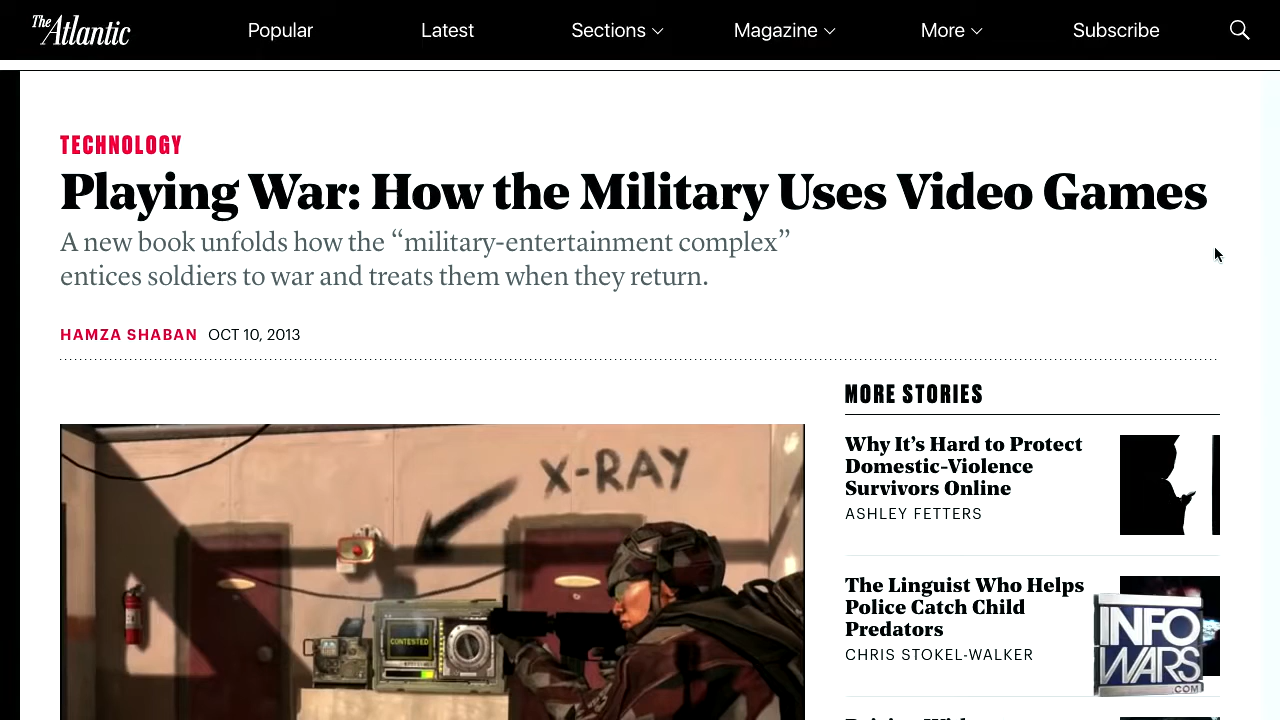 The Atlantic
Popular
Latest
Sections
Magazine
More
Subscribe
TECHNOLOGY
Playing War: How the Military Uses Video Games
A new book unfolds how the “military-entertainment complex”
entices soldiers to war and treats them when they return.
HAMZA SHABAN OCT 10, 2013
X-RAY
CONTESTED
MORE STORIES
Why It’s Hard to Protect
Domestic-Violence
Survivors Online
ASHLEY FETTERS
The Linguist Who Helps
Police Catch Child
Predators
CHRIS STOKEL-WALKER
INFO
WARS
.COM